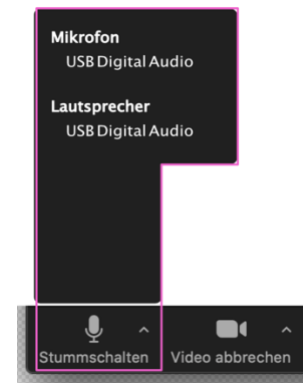 Mikrofon
USB Digital Audio
Lautsprecher
USB Digital Audio
Stummschalten
Video abbrechen